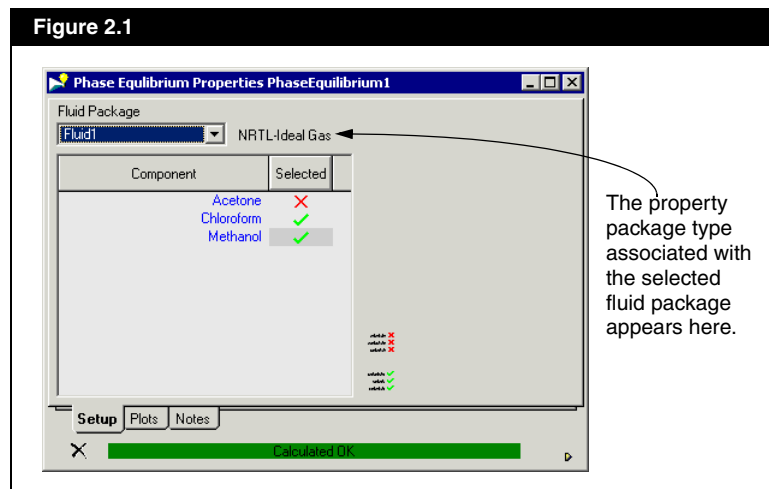 Figure 2.1
Phase Equlibrium Properties PhaseEquilibrium1
Fluid Package
Fluid1
NRTL-Ideal Gas
Component
Selected
Acetone
Chloroform
Methanol
The property
package type
associated with
the selected
fluid package
appears here.
Setup
Plots
Notes
Calculated OK